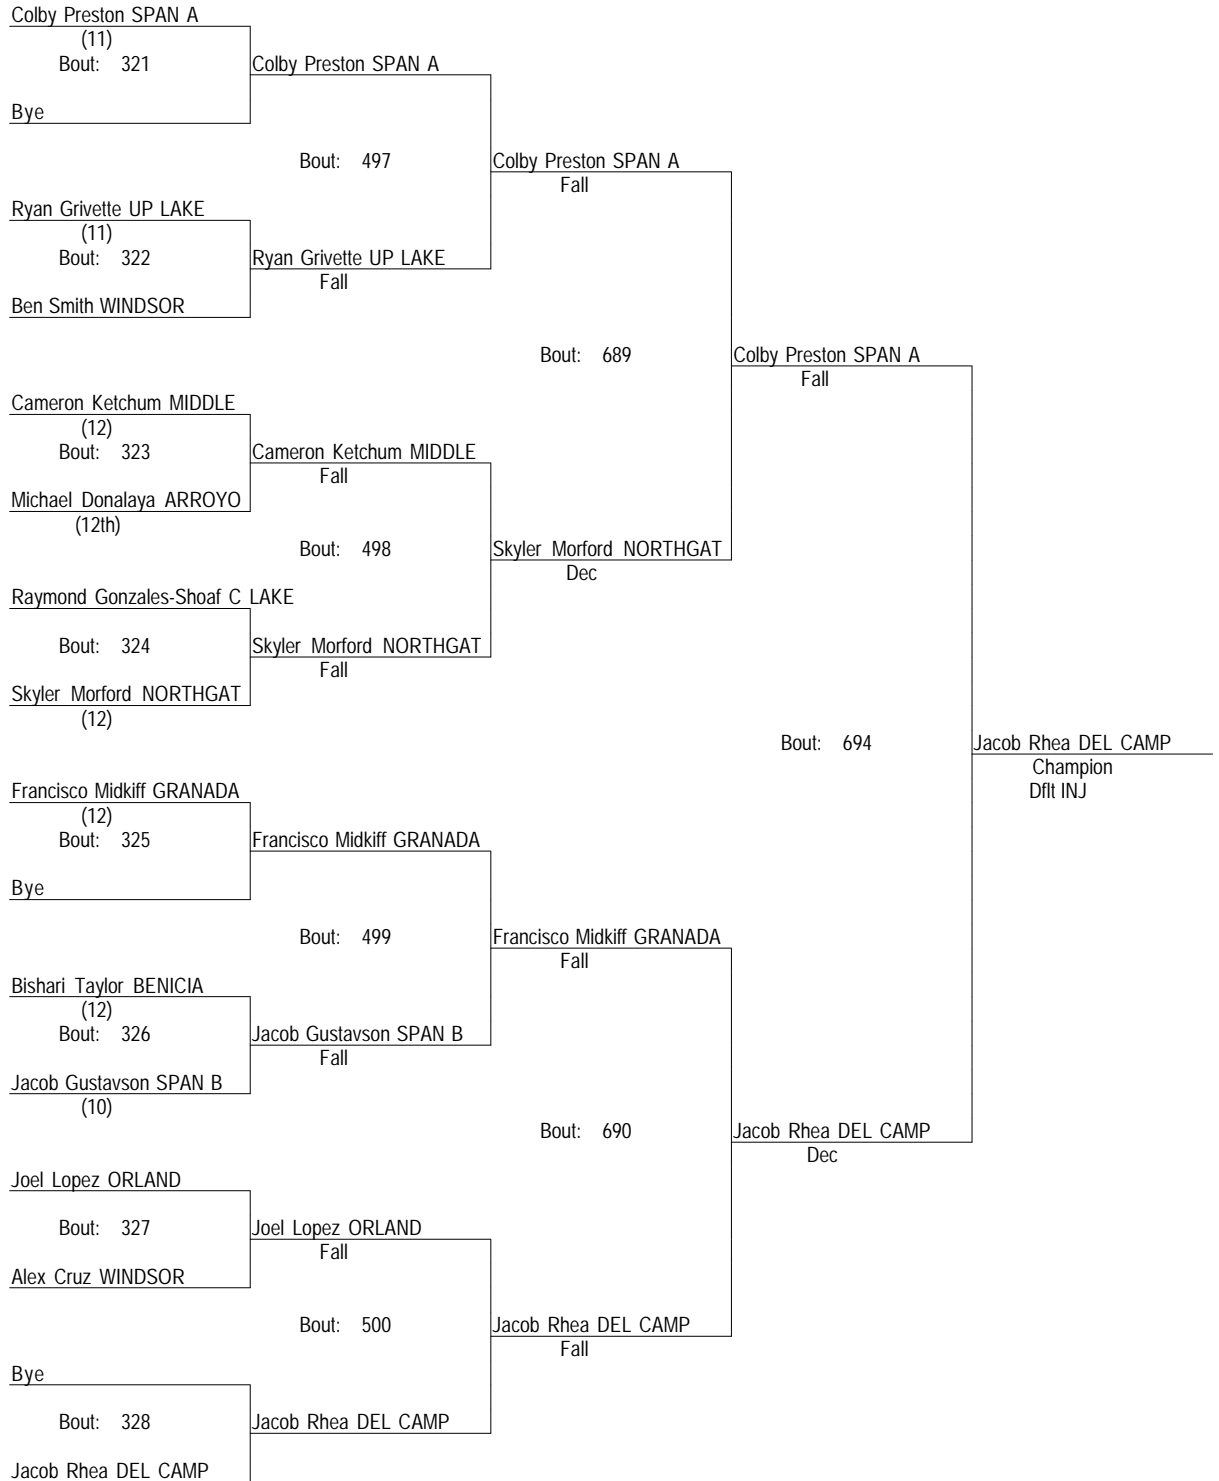 Colby Preston SPAN A
(11)
Bout: 321
Colby Preston SPAN A
Bye
Bout: 497
Colby Preston SPAN A
Fall
Ryan Grivette UP LAKE
(11)
Bout: 322
Ryan Grivette UP LAKE
Fall
Ben Smith WINDSOR
Bout: 689
Colby Preston SPAN A
Fall
Cameron Ketchum MIDDLE
(12)
Bout: 323
Cameron Ketchum MIDDLE
Fall
Michael Donalaya ARROYO
(12th)
Bout: 498
Skyler Morford NORTHGAT
Dec
Raymond Gonzales-Shoaf C LAKE
Bout: 324
Skyler Morford NORTHGAT
Fall
Skyler Morford NORTHGAT
(12)
Bout: 694
Jacob Rhea DEL CAMP
Champion
Dflt INJ
Francisco Midkiff GRANADA
(12)
Bout: 325
Francisco Midkiff GRANADA
Bye
Bout: 499
Francisco Midkiff GRANADA
Fall
Bishari Taylor BENICIA
(12)
Bout: 326
Jacob Gustavson SPAN B
Fall
Jacob Gustavson SPAN B
(10)
Bout: 690
Jacob Rhea DEL CAMP
Dec
Joel Lopez ORLAND
Bout: 327
Joel Lopez ORLAND
Fall
Alex Cruz WINDSOR
Bout: 500
Jacob Rhea DEL CAMP
Fall
Bye
Bout: 328
Jacob Rhea DEL CAMP
Jacob Rhea DEL CAMP